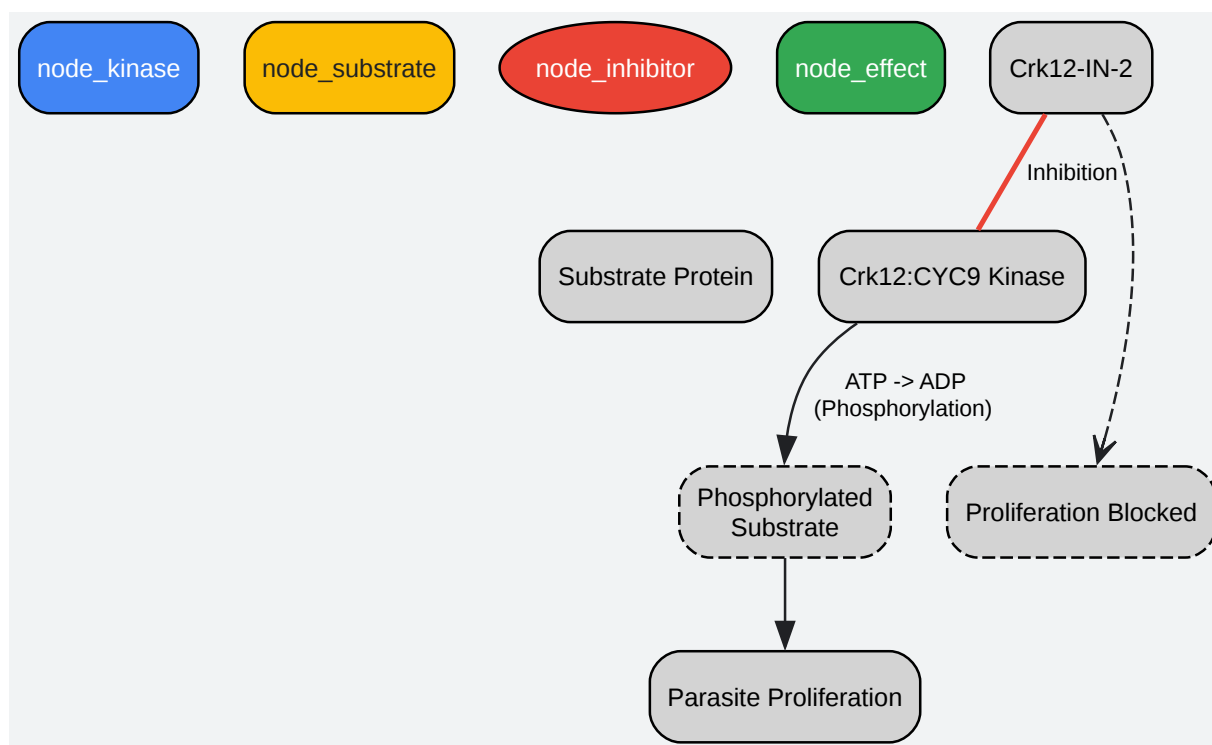 node_kinase
node_substrate
node_inhibitor
node_effect
Crk12-IN-2
Inhibition
Substrate Protein
Crk12:CYC9 Kinase
ATP -> ADP
(Phosphorylation)
Phosphorylated
Substrate
Proliferation Blocked
Parasite Proliferation